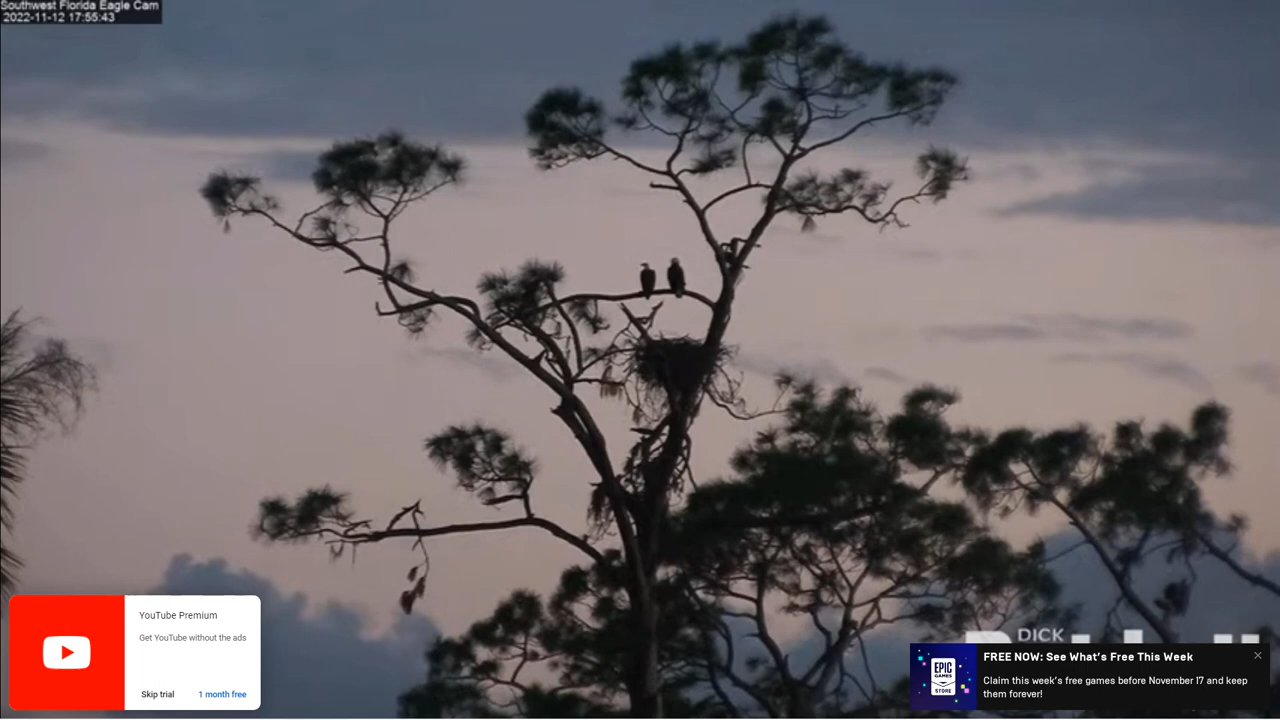 Southwest Florida Eagle Cam
2022-11-12 17:55:43
DICK
YouTube Premium
Get YouTube without the ads
Skip trial
1 month free
EPIC
GAMES
STORE
FREE NOW: See What's Free This Week
Claim this week's free games before November 17 and keep
them forever!